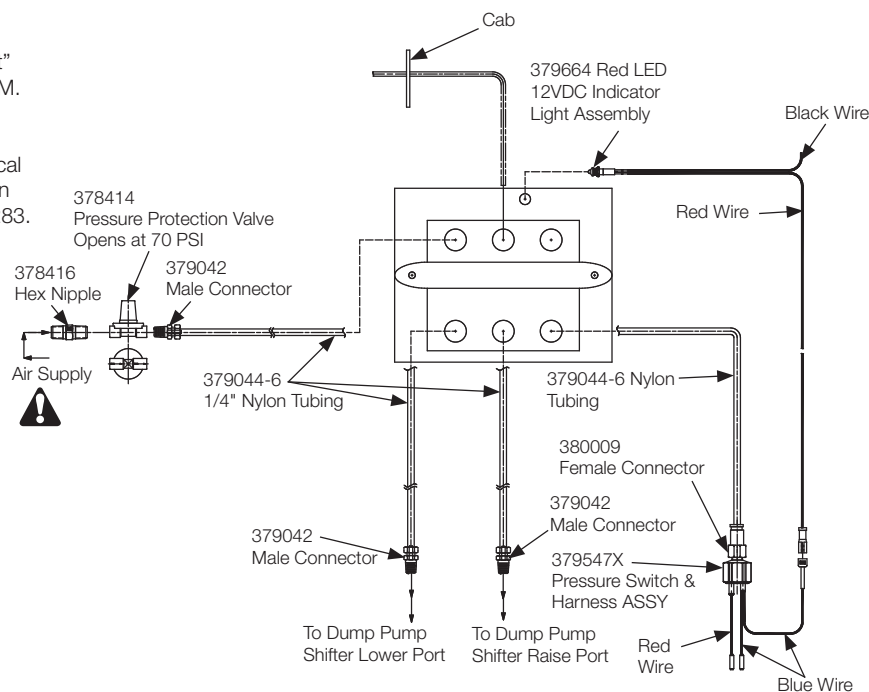 t”
M.
cal
n
83.
Cab
379664 Red LED
12VDC Indicator
Light Assembly
Black Wire
Red Wire
378414
Pressure Protection Valve
Opens at 70 PSI
378416
Hex Nipple
379042
Male Connector
Air Supply
379044-6
1/4" Nylon Tubing
379044-6 Nylon
Tubing
380009
Female Connector
379042
Male Connector
379042
Male Connector
379547X
Pressure Switch &
Harness ASSY
To Dump Pump
Shifter Lower Port
To Dump Pump
Shifter Raise Port
Red
Wire
Blue Wire